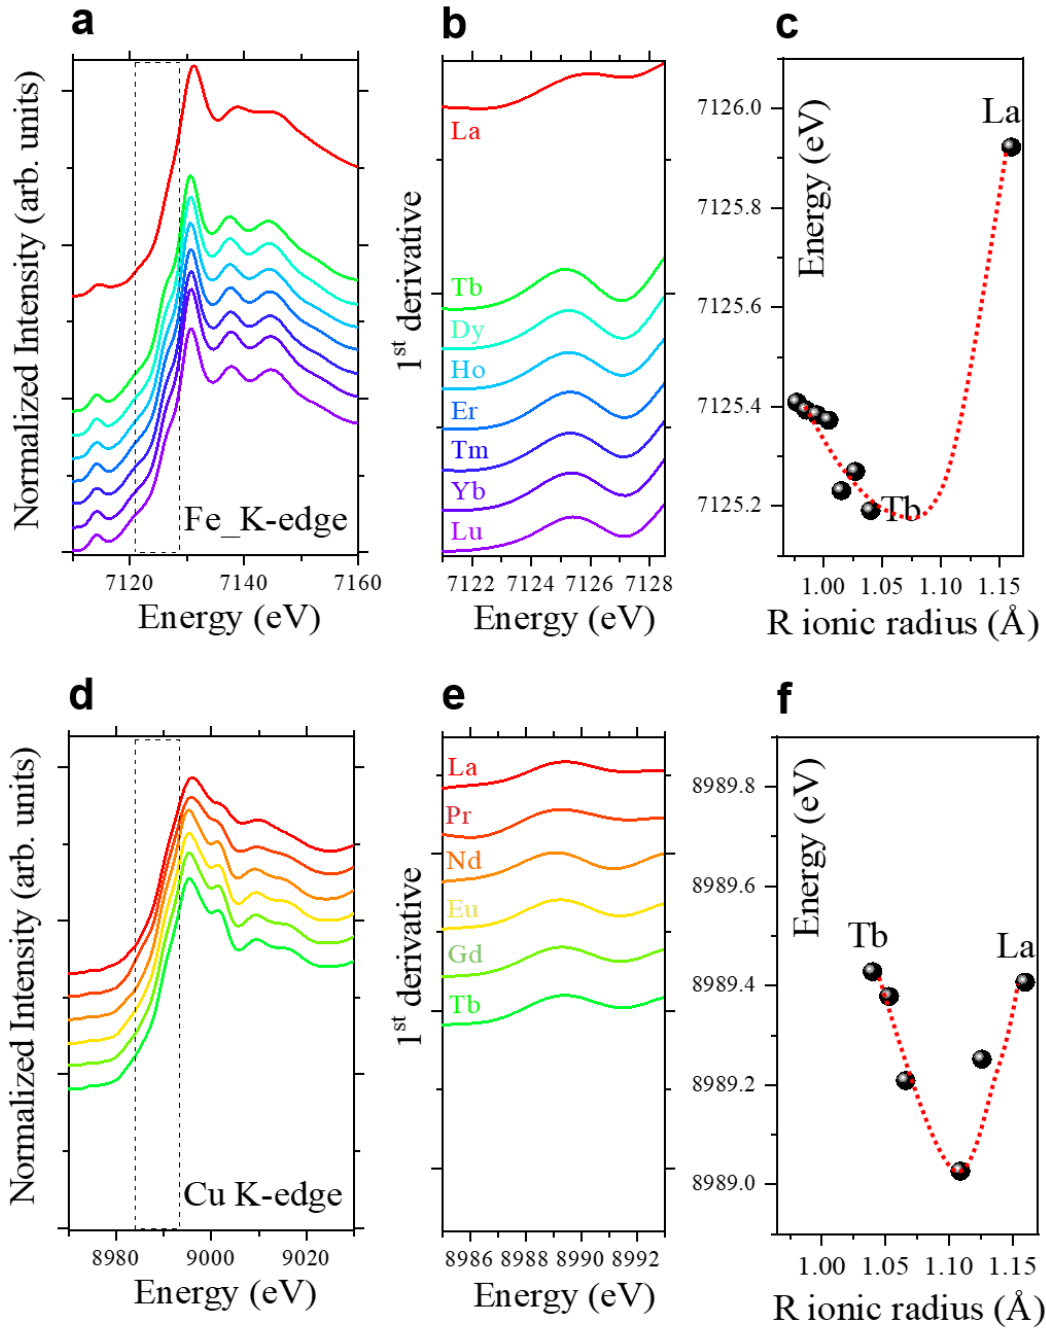 a
Normalized Intensity (arb. units)
Fe_K-edge
7120 7140 7160
Energy (eV)
b
1st derivative
La
Tb
Dy
Ho
Er
Tm
Yb
Lu
7122 7124 7126 7128
Energy (eV)
c
Energy (eV)
7126.0
7125.8
7125.6
7125.4
7125.2
La
Tb
1.00 1.05 1.10 1.15
R ionic radius (Å)
d
Normalized Intensity (arb. units)
Cu K-edge
8980 9000 9020
Energy (eV)
e
1st derivative
La
Pr
Nd
Eu
Gd
Tb
8986 8988 8990 8992
Energy (eV)
f
Energy (eV)
8989.8
8989.6
8989.4
8989.2
8989.0
Tb
La
1.00 1.05 1.10 1.15
R ionic radius (Å)